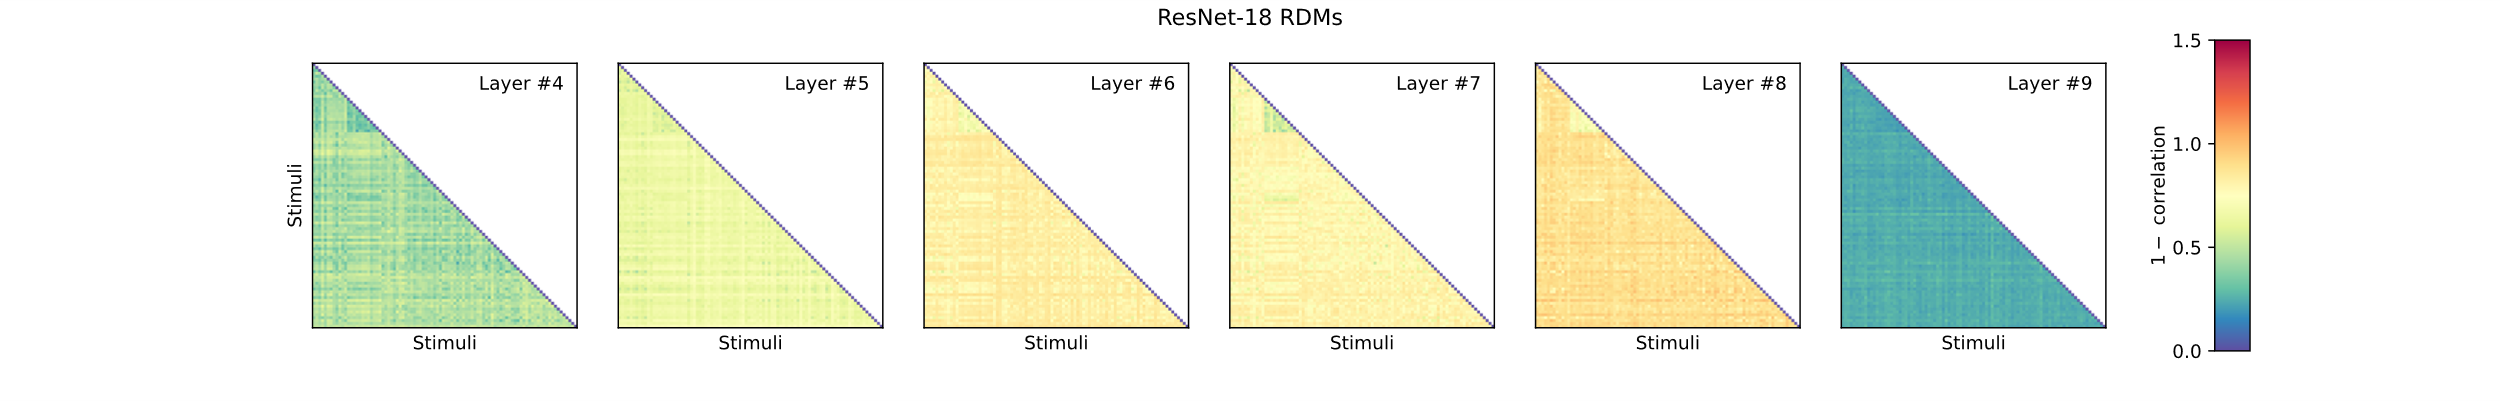 ResNet-18 RDMs
Layer #4
Layer #5
Layer #6
Layer #7
Layer #8
Layer #9
Stimuli
Stimuli
Stimuli
Stimuli
Stimuli
Stimuli
Stimuli
1.5
1.0
0.5
0.0
1 − correlation